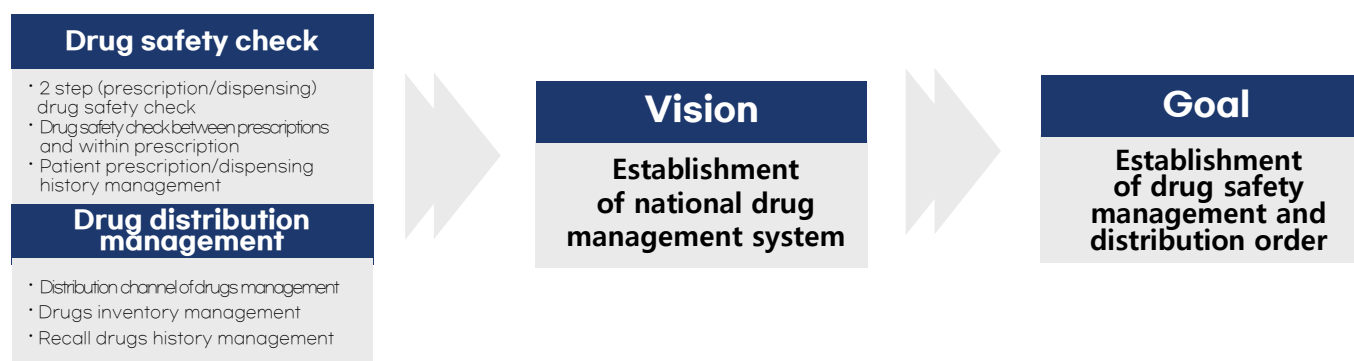 Drug safety check
· 2 step (prescription/dispensing)
drug safety check
· Drug safety check between prescriptions
and within prescription
· Patient prescription/dispensing
history management
Drug distribution
management
· Distribution channel of drugs management
· Drugs inventory management
· Recall drugs history management
Vision
Establishment
of national drug
management system
Goal
Establishment
of drug safety
management and
distribution order